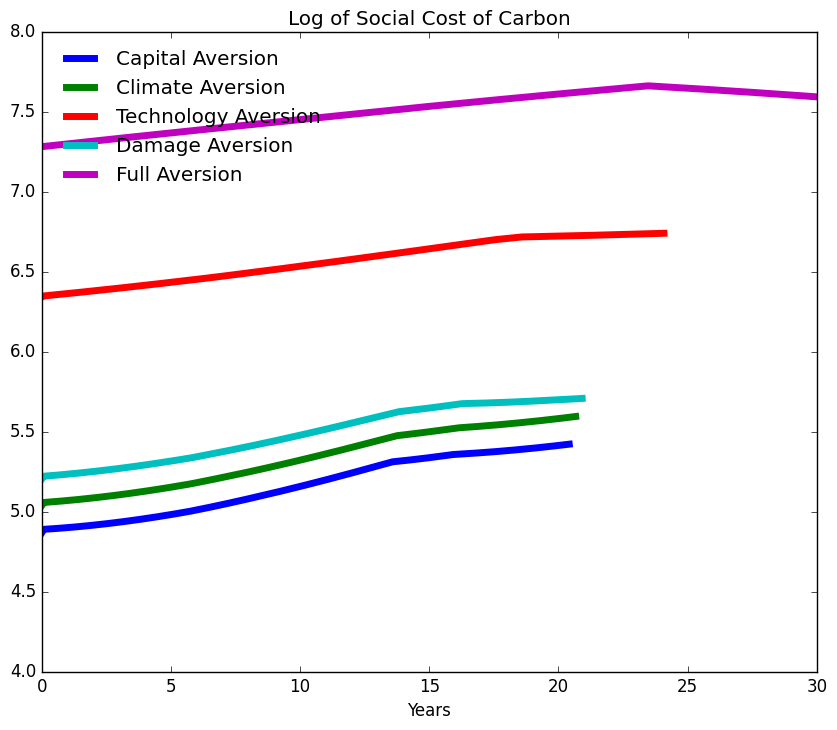 Log of Social Cost of Carbon
8.0
7.5
7.0
6.5
6.0
5.5
5.0
4.5
4.0
Capital Aversion
Climate Aversion
Technology Aversion
Damage Aversion
Full Aversion
0 5 10 15 20 25 30
Years